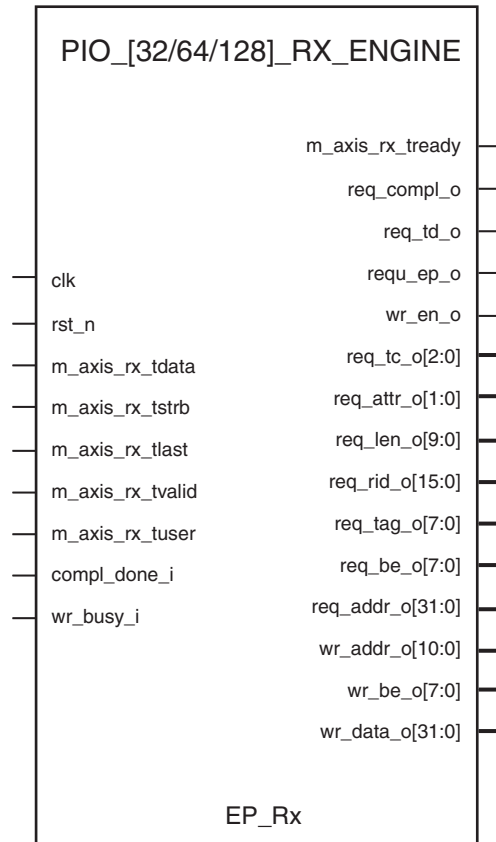 PIO_[32/64/128]_RX_ENGINE
m_axis_rx_tready
req_compl_o
req_td_o
requ_ep_o
wr_en_o
req_tc_o[2:0]
req_attr_o[1:0]
req_len_o[9:0]
req_rid_o[15:0]
req_tag_o[7:0]
req_be_o[7:0]
req_addr_o[31:0]
wr_addr_o[10:0]
wr_be_o[7:0]
wr_data_o[31:0]
clk
rst_n
m_axis_rx_tdata
m_axis_rx_tstrb
m_axis_rx_tlast
m_axis_rx_tvalid
m_axis_rx_tuser
compl_done_i
wr_busy_i
EP_Rx